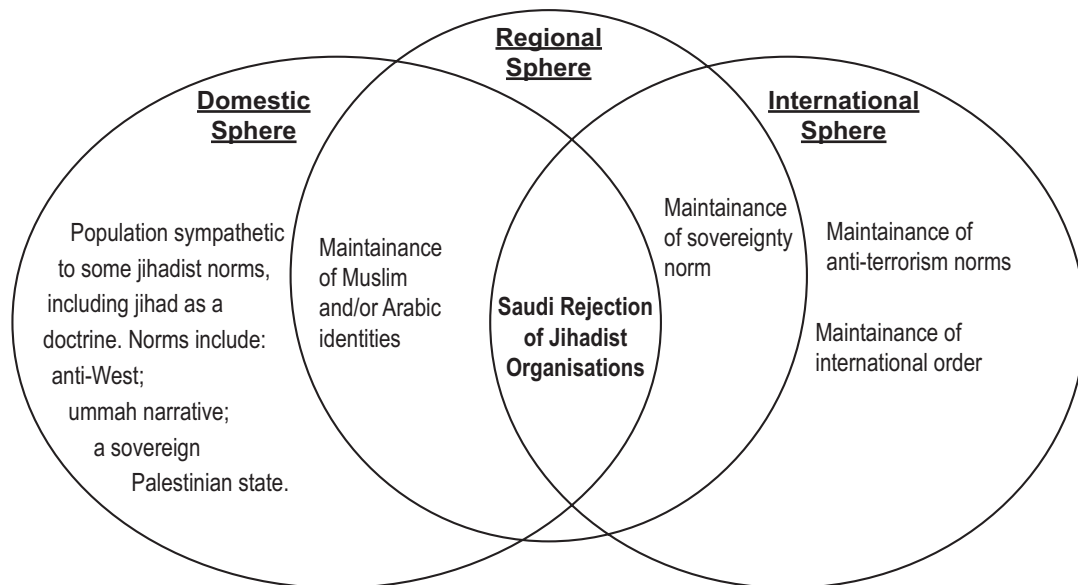 Regional
Sphere
Domestic
Sphere
International
Sphere
Population sympathetic
to some jihadist norms,
including jihad as a
doctrine. Norms include:
anti-West;
ummah narrative;
a sovereign
Palestinian state.
Maintainance
of Muslim
and/or Arabic
identities
Saudi Rejection
of Jihadist
Organisations
Maintainance
of sovereignty
norm
Maintainance of
anti-terrorism norms
Maintainance of
international order